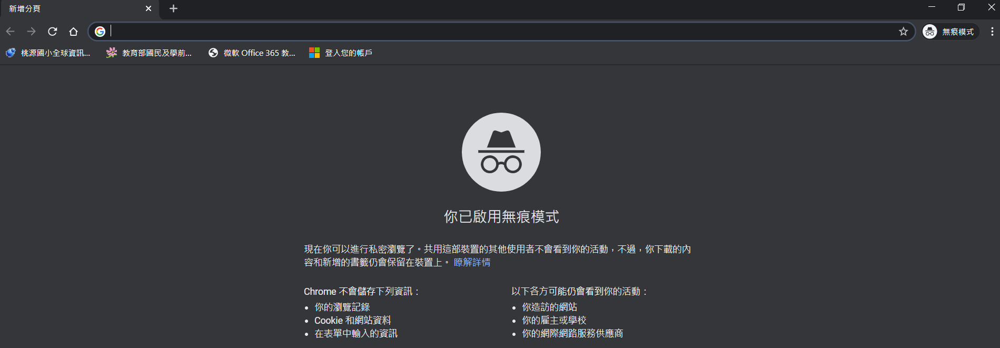 新增分頁
無痕模式
桃源國小全球資訊...
教育部國民及學前...
微軟 Office 365 教...
登入您的帳戶
你已啟用無痕模式
現在你可以進行私密瀏覽了。共用這部裝置的其他使用者不會看到你的活動，不過，你下載的內
容和新增的書籤仍會保留在裝置上。 瞭解詳情
Chrome 不會儲存下列資訊：
• 你的瀏覽記錄
• Cookie 和網站資料
• 在表單中輸入的資訊
以下各方可能仍會看到你的活動：
• 你造訪的網站
• 你的雇主或學校
• 你的網際網路服務供應商